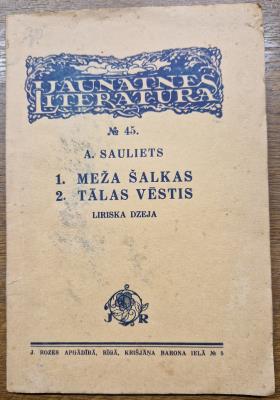 JAUNATNES
LITERATURA
№ 45.
A. SAULIETS
1. MEŽA ŠALKAS
2. TĀLAS VĒSTIS
LIRISKA DZEJA
J R
J. ROZES APGĀDĪBĀ, RĪGĀ, KRIŠJĀŅA BARONA IELĀ № 5